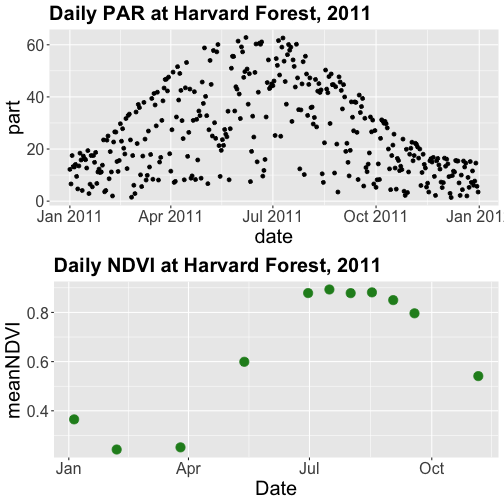 Daily PAR at Harvard Forest, 2011
part
60
40
20
0
Jan 2011 Apr 2011 Jul 2011 Oct 2011 Jan 201
date
Daily NDVI at Harvard Forest, 2011
meanNDVI
0.8
0.6
0.4
Jan Apr Jul Oct
Date